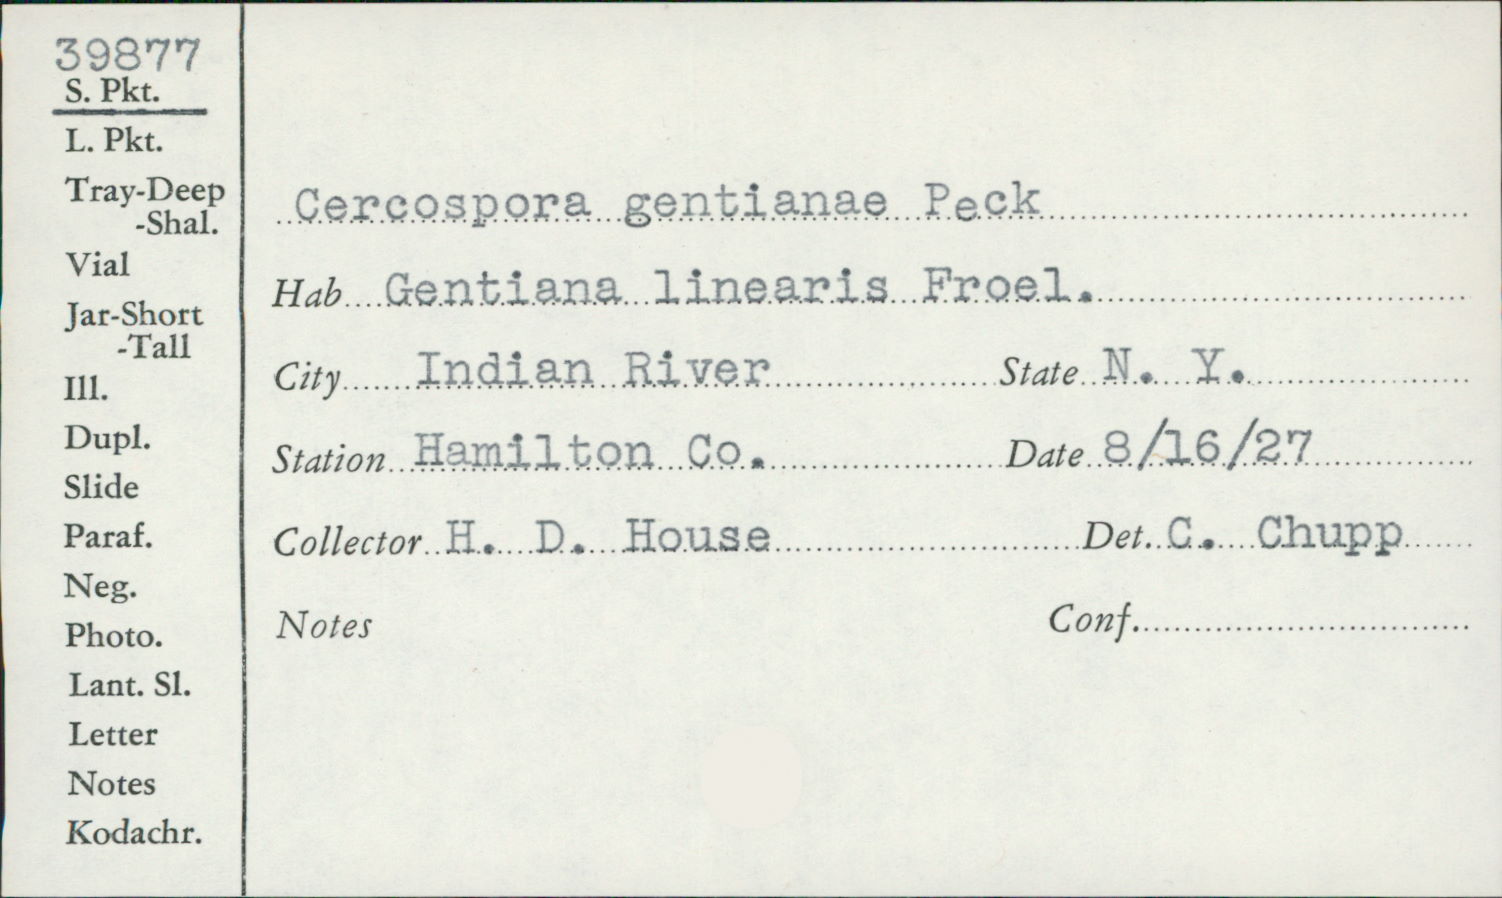 39877
S. Pkt.
L. Pkt.
Tray-Deep
-Shal.
Vial
Jar-Short
-Tall
Ill.
Dupl.
Slide
Paraf.
Neg.
Photo.
Lant. Sl.
Letter
Notes
Kodachr.
Cercospora gentianae Peck
Hab Gentiana linearis Froel.
City Indian River State N. Y.
Station Hamilton Co. Date 8/16/27
Collector H. D. House Det. C. Chupp
Notes Conf.